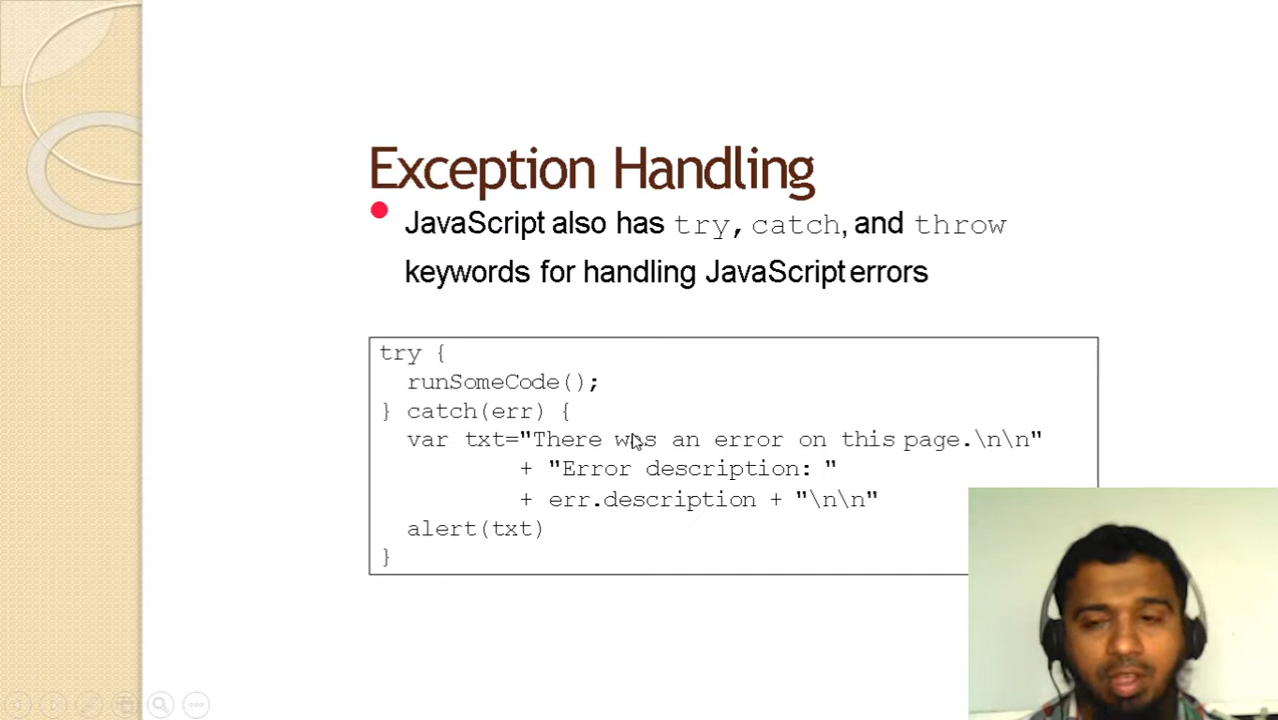 Exception Handling
JavaScript also has try, catch, and throw
keywords for handling JavaScript errors
try {
runSomeCode();
} catch(err) {
var txt="There was an error on this page.\n\n"
+ "Error description: "
+ err.description + "\n\n"
alert(txt)
}